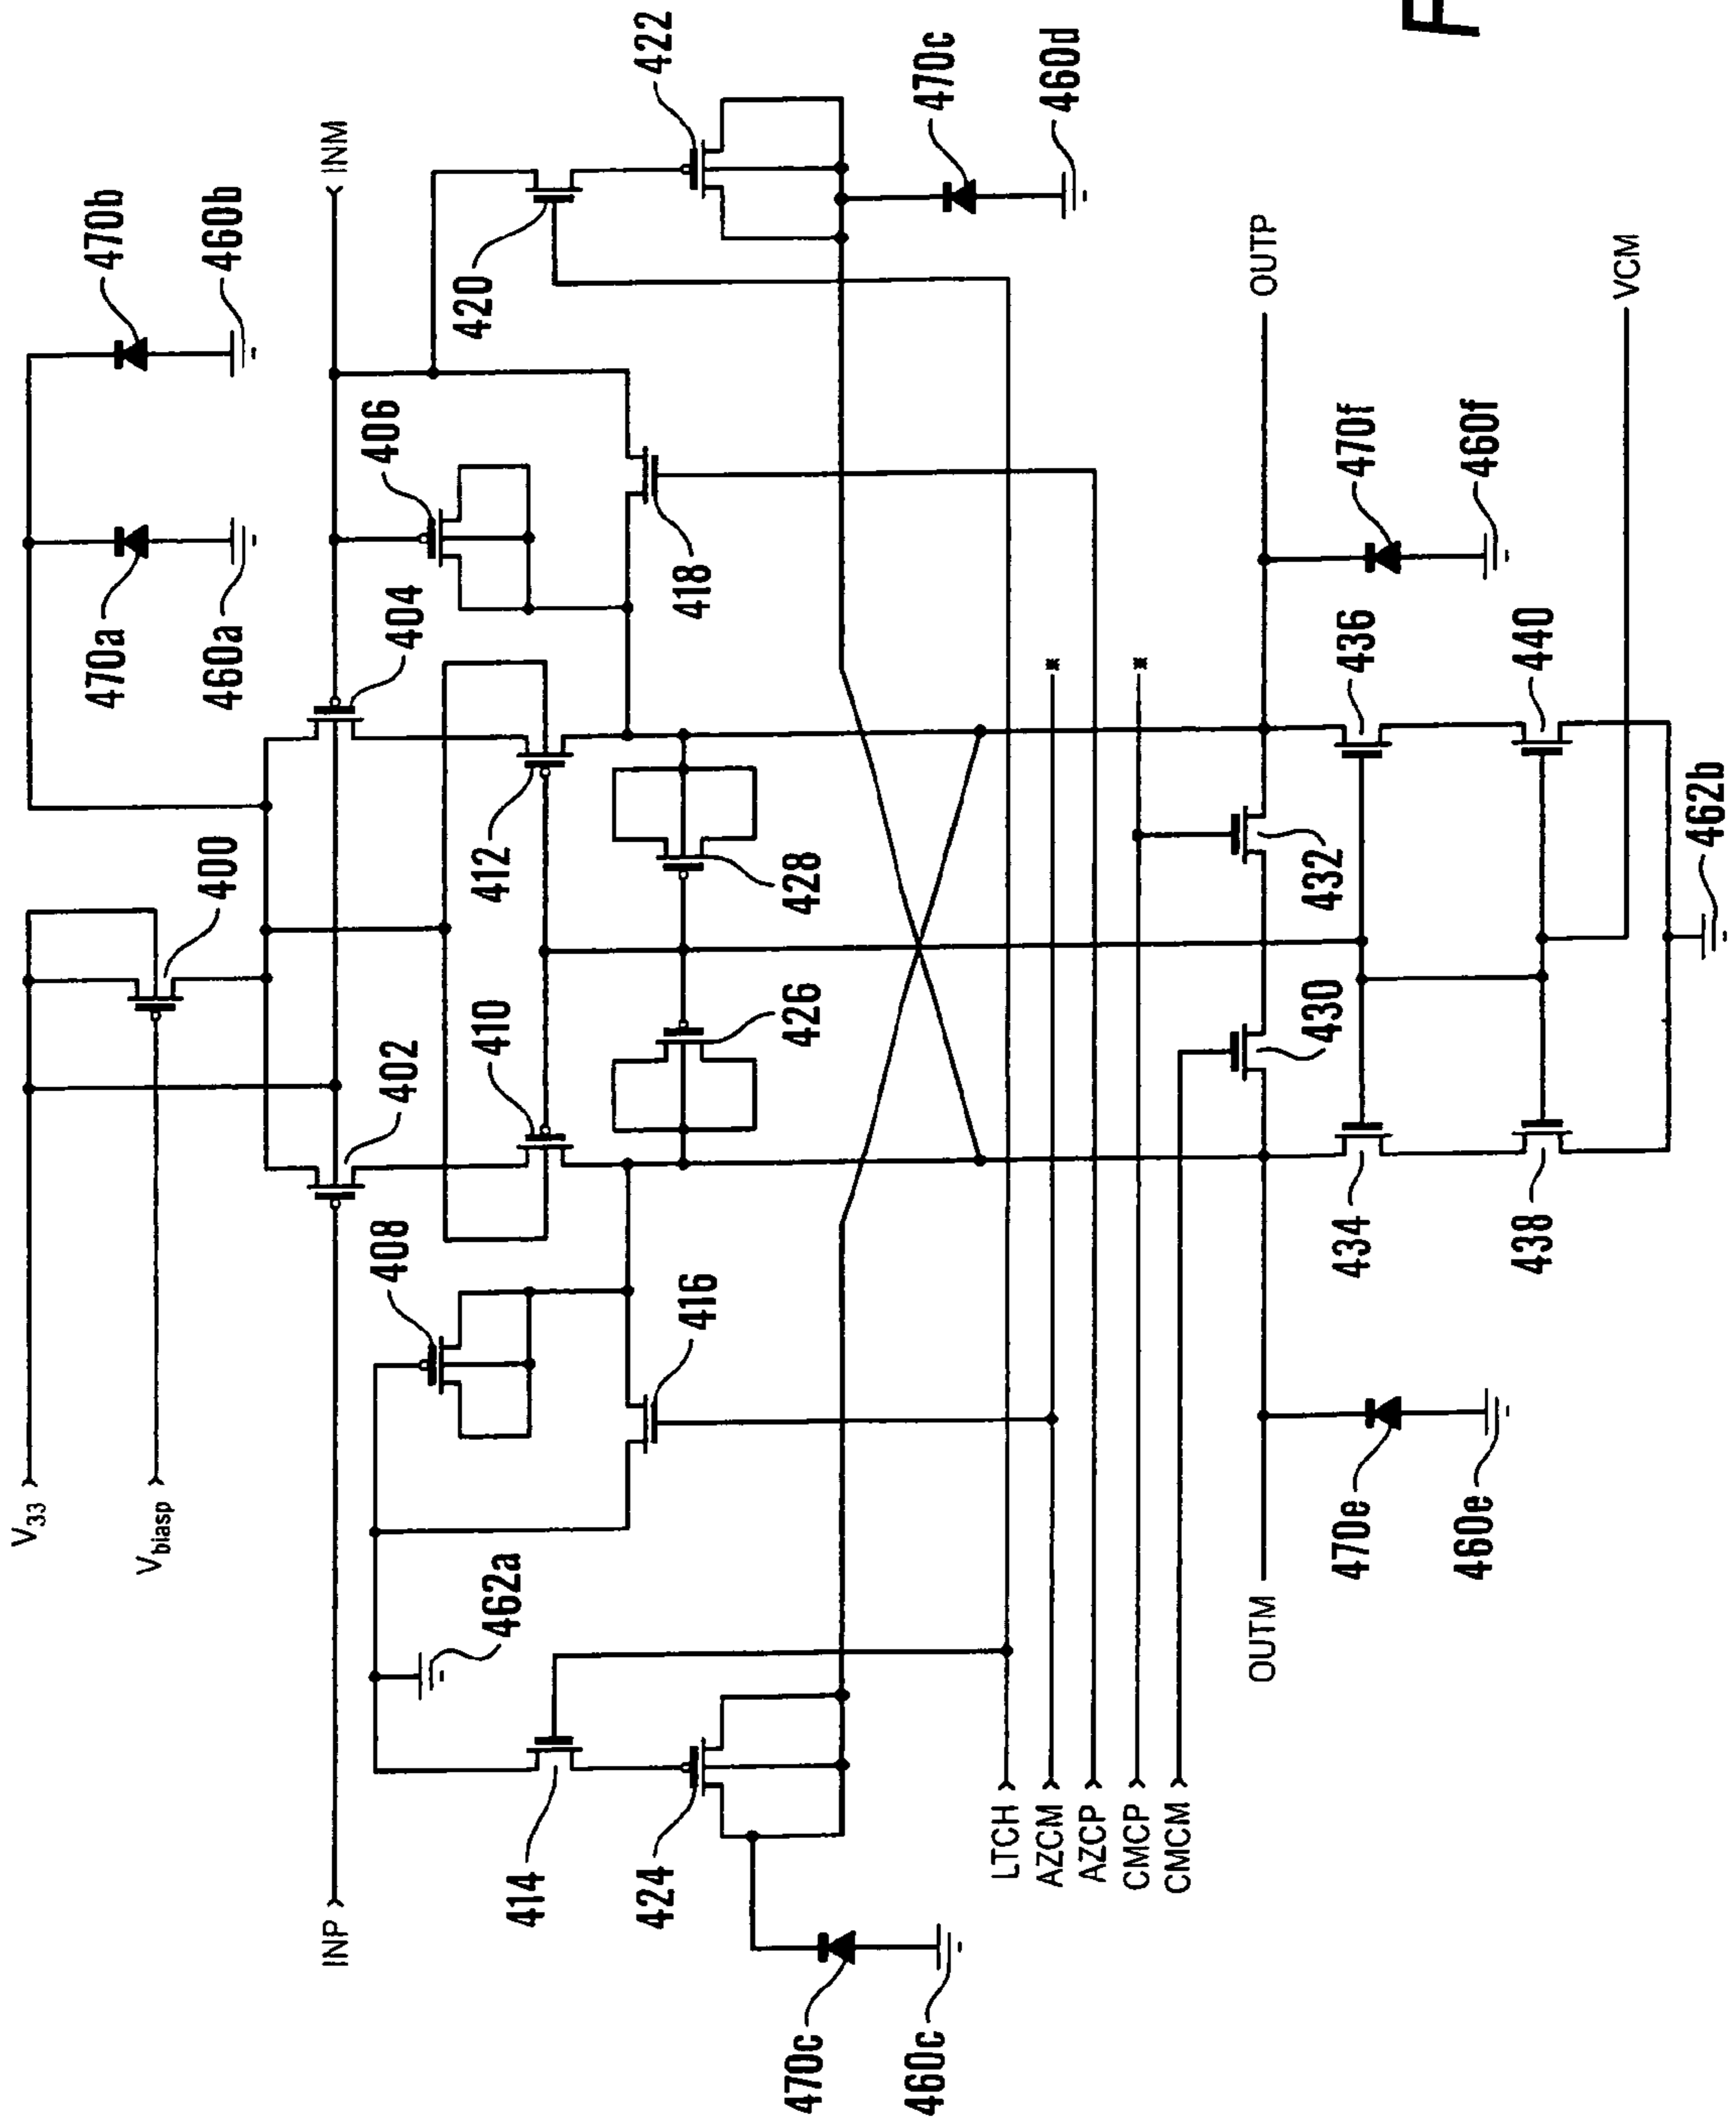 V33
Vbiasp
470a
460a
470b
460b
400
INP
INM
402
404
406
408
462a
410
412
414
416
418
420
422
424
426
428
470c
460c
470c
460d
LTCH
AZCM
AZCP
CMCP
CMCM
*
*
430
432
OUTM
OUTP
434
436
438
440
470e
460e
470f
460f
VCM
462b
F